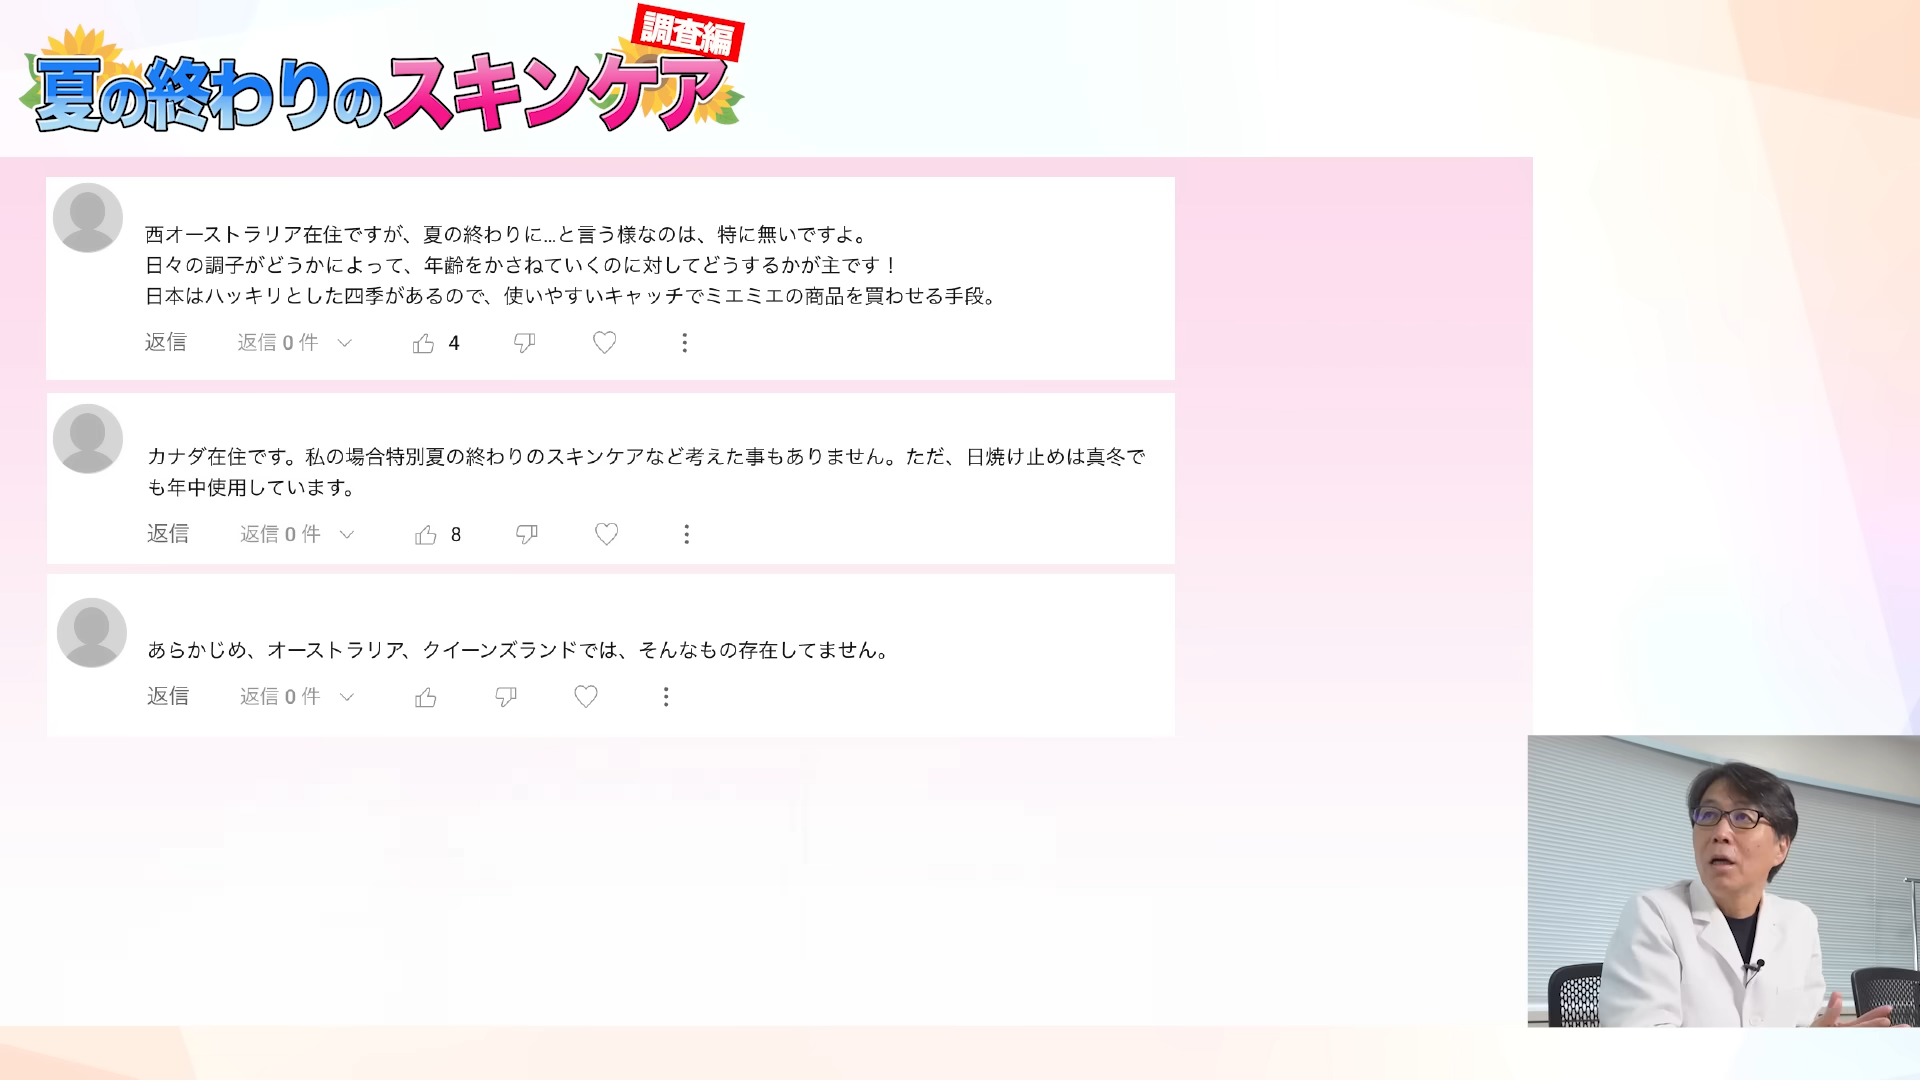 調査編
夏の終わりのスキンケア
西オーストラリア在住ですが、夏の終わりに...と言う様なのは、特に無いですよ。
日々の調子がどうかによって、年齢をかさねていくのに対してどうするかが主です！
日本はハッキリとした四季があるので、使いやすいキャッチでミエミエの商品を買わせる手段。
返信 返信 0 件 4
カナダ在住です。私の場合特別夏の終わりのスキンケアなど考えた事もありません。ただ、日焼け止めは真冬で
も年中使用しています。
返信 返信 0 件 8
あらかじめ、オーストラリア、クイーンズランドでは、そんなもの存在してません。
返信 返信 0 件